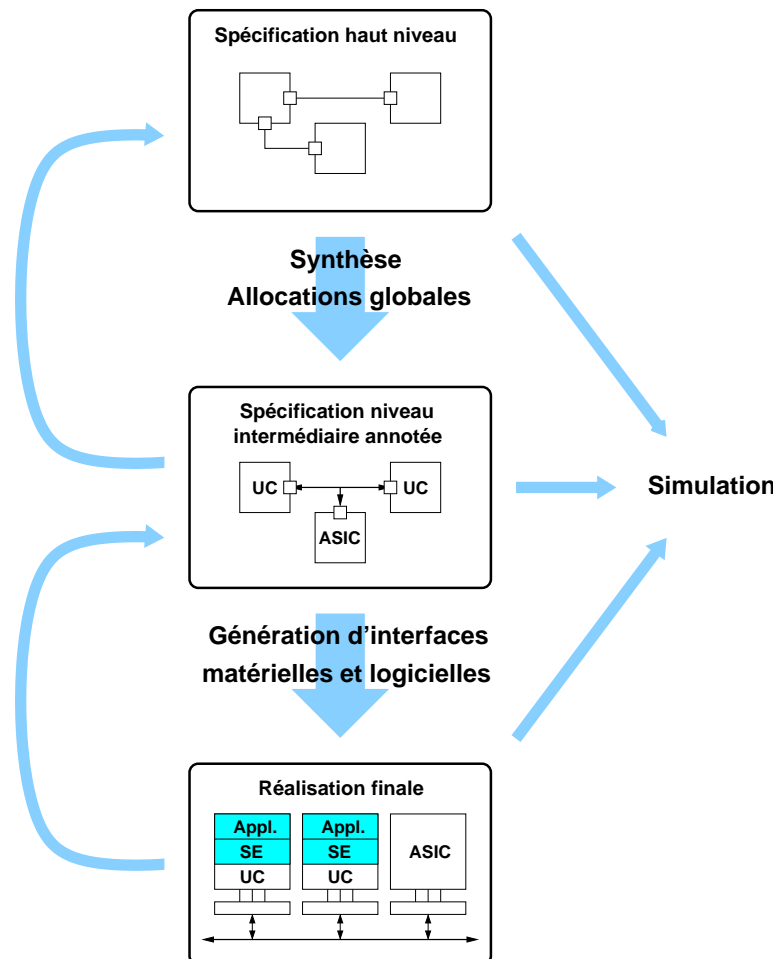 Spécification haut niveau
Synthèse
Allocations globales
Spécification niveau
intermédiaire annotée
UC
UC
ASIC
Simulation
Génération d'interfaces
matérielles et logicielles
Réalisation finale
Appl.
Appl.
SE
SE
ASIC
UC
UC